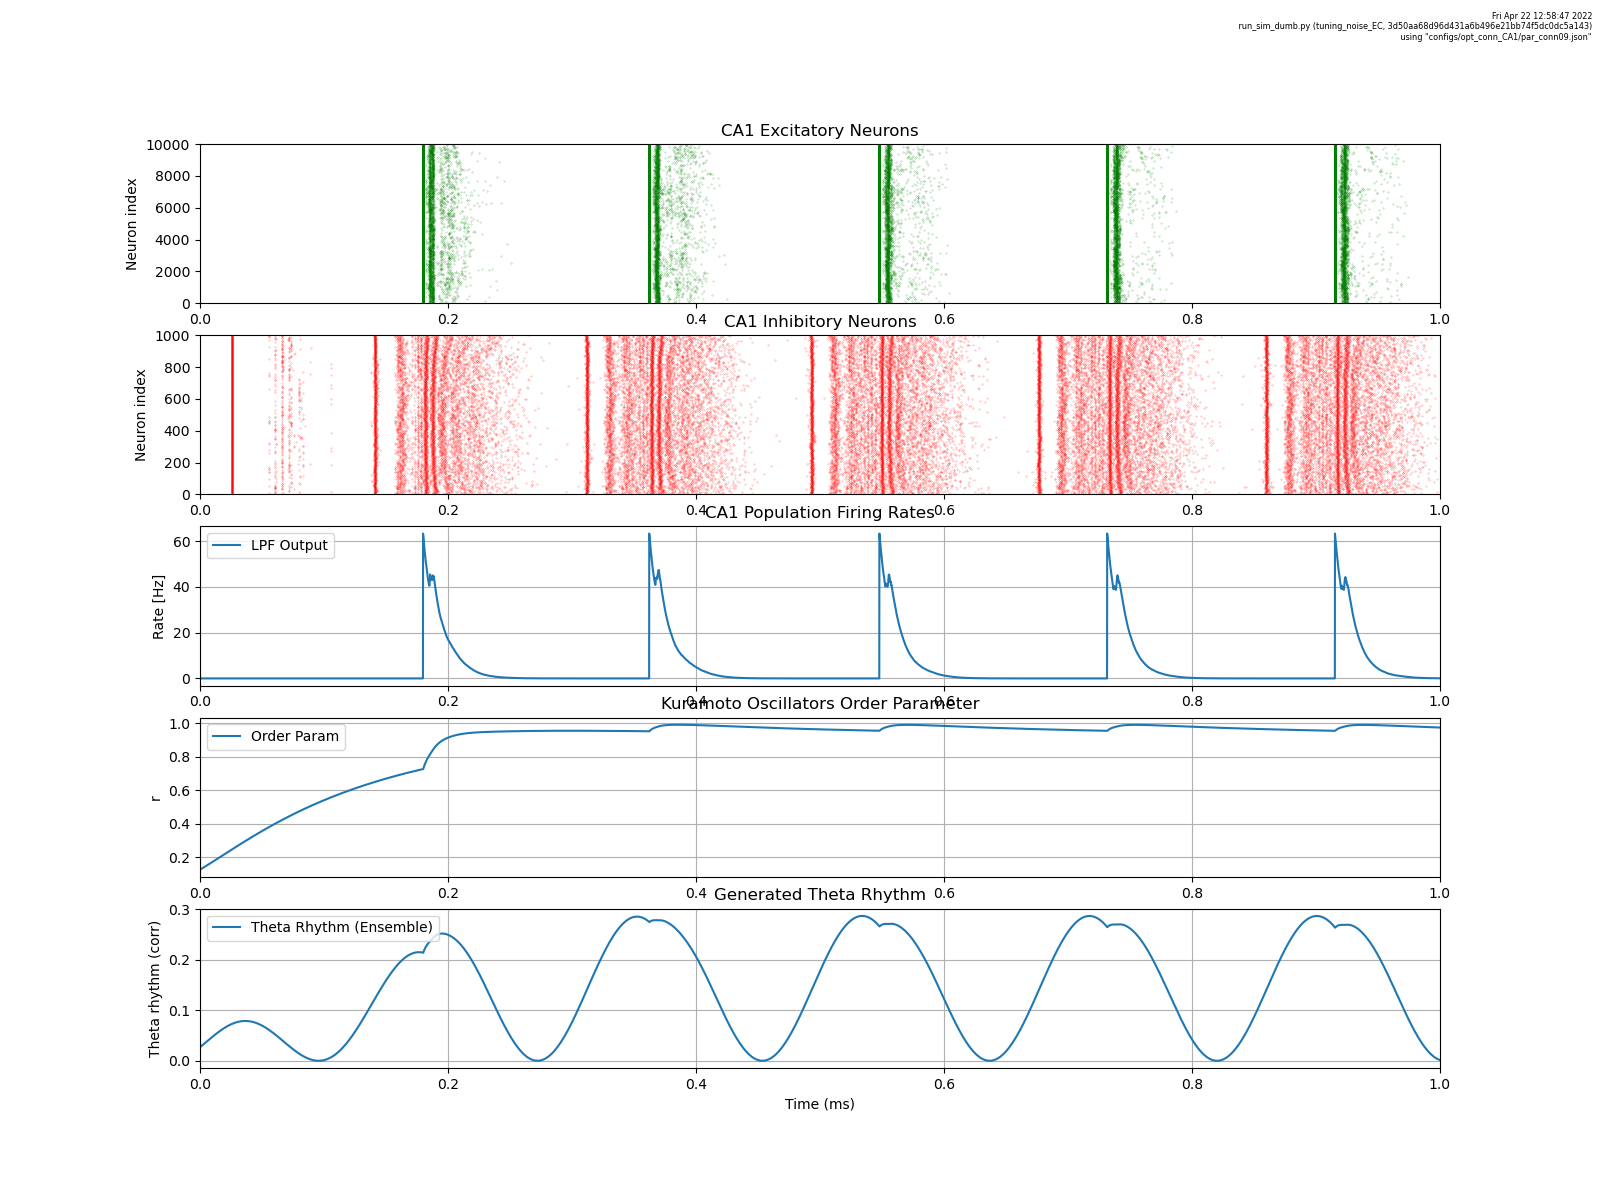 Fri Apr 22 12:58:47 2022
run_sim_dumb.py (tuning_noise_EC, 3d50aa68d96d431a6b496e21bb74f5dc0dc5a143)
using "configs/opt_conn_CA1/par_conn09.json"
CA1 Excitatory Neurons
Neuron index
10000
8000
6000
4000
2000
0
0.0 0.2 0.4 0.6 0.8 1.0
CA1 Inhibitory Neurons
Neuron index
1000
800
600
400
200
0
0.0 0.2 0.4 0.6 0.8 1.0
CA1 Population Firing Rates
LPF Output
Rate [Hz]
60
40
20
0
0.0 0.2 0.4 0.6 0.8 1.0
Kuramoto Oscillators Order Parameter
Order Param
r
1.0
0.8
0.6
0.4
0.2
0.0 0.2 0.4 0.6 0.8 1.0
Generated Theta Rhythm
Theta Rhythm (Ensemble)
Theta rhythm (corr)
0.3
0.2
0.1
0.0
0.0 0.2 0.4 0.6 0.8 1.0
Time (ms)